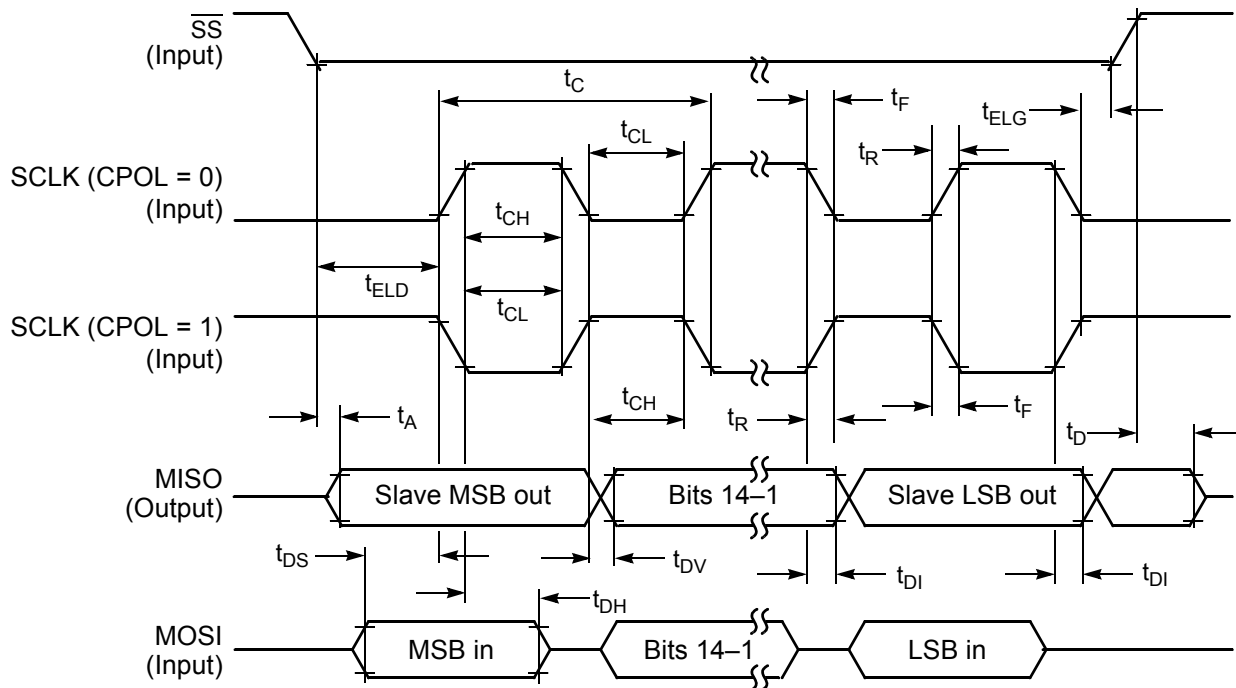 SS
(Input)
t_C
t_F
t_ELG
t_CL
t_R
SCLK (CPOL = 0)
(Input)
t_CH
t_ELD
t_CL
SCLK (CPOL = 1)
(Input)
t_A
t_CH
t_R
t_F
t_D
MISO
(Output)
Slave MSB out
Bits 14–1
Slave LSB out
t_DS
t_DV
t_DI
t_DI
t_DH
MOSI
(Input)
MSB in
Bits 14–1
LSB in